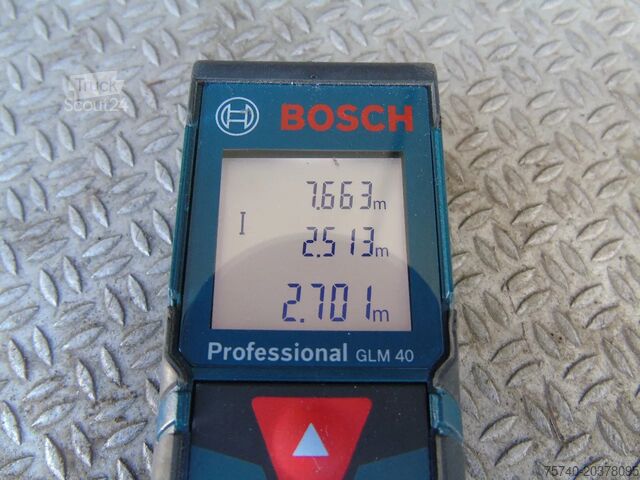 Truck
Scout24
BOSCH
7.663m
I
2.513m
2.701m
Professional GLM 40
75740-20378095